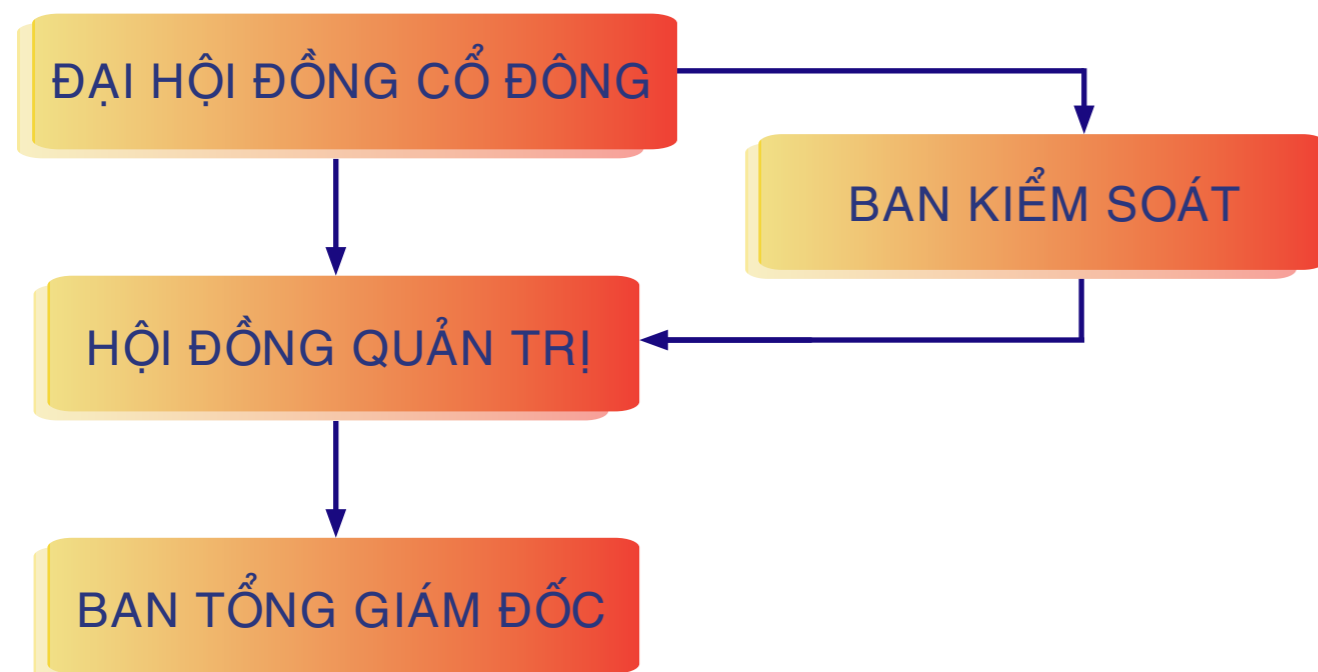 ĐẠI HỘI ĐỒNG CỔ ĐÔNG
BAN KIỂM SOÁT
HỘI ĐỒNG QUẢN TRỊ
BAN TỔNG GIÁM ĐỐC